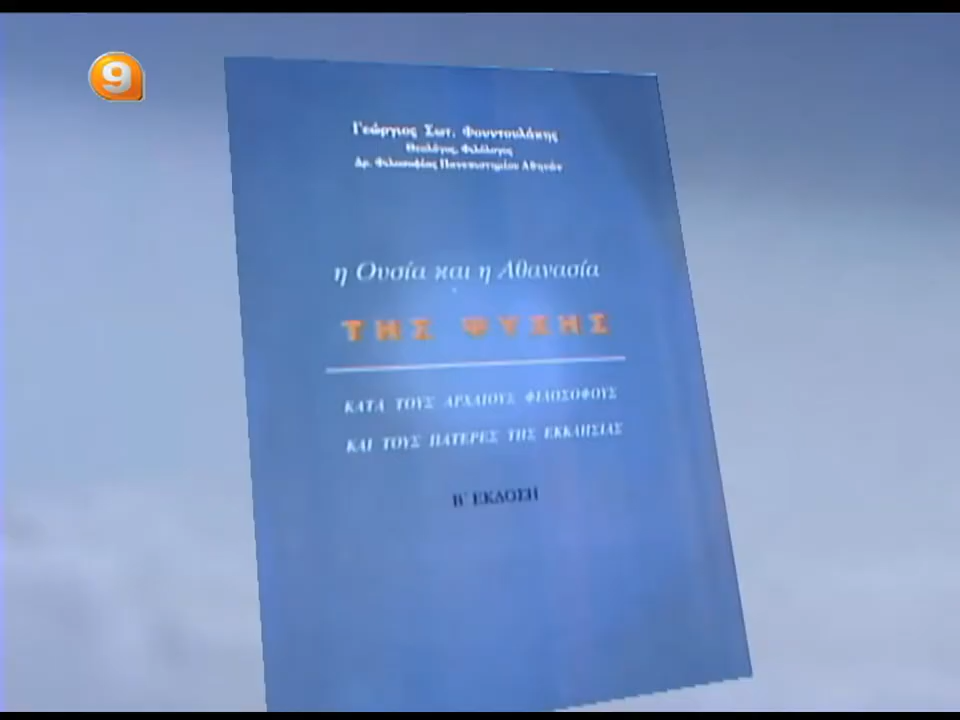 9
Γεώργιος Σωτ. Φουντουλάκης
Θεολόγος, Φιλόλογος
Δρ. Φιλοσοφίας Πανεπιστημίου Αθηνών
η Ουσία και η Αθανασία
ΤΗΣ ΨΥΧΗΣ
ΚΑΤΑ ΤΟΥΣ ΑΡΧΑΙΟΥΣ ΦΙΛΟΣΟΦΟΥΣ
ΚΑΙ ΤΟΥΣ ΠΑΤΕΡΕΣ ΤΗΣ ΕΚΚΛΗΣΙΑΣ
Β΄ ΕΚΔΟΣΗ